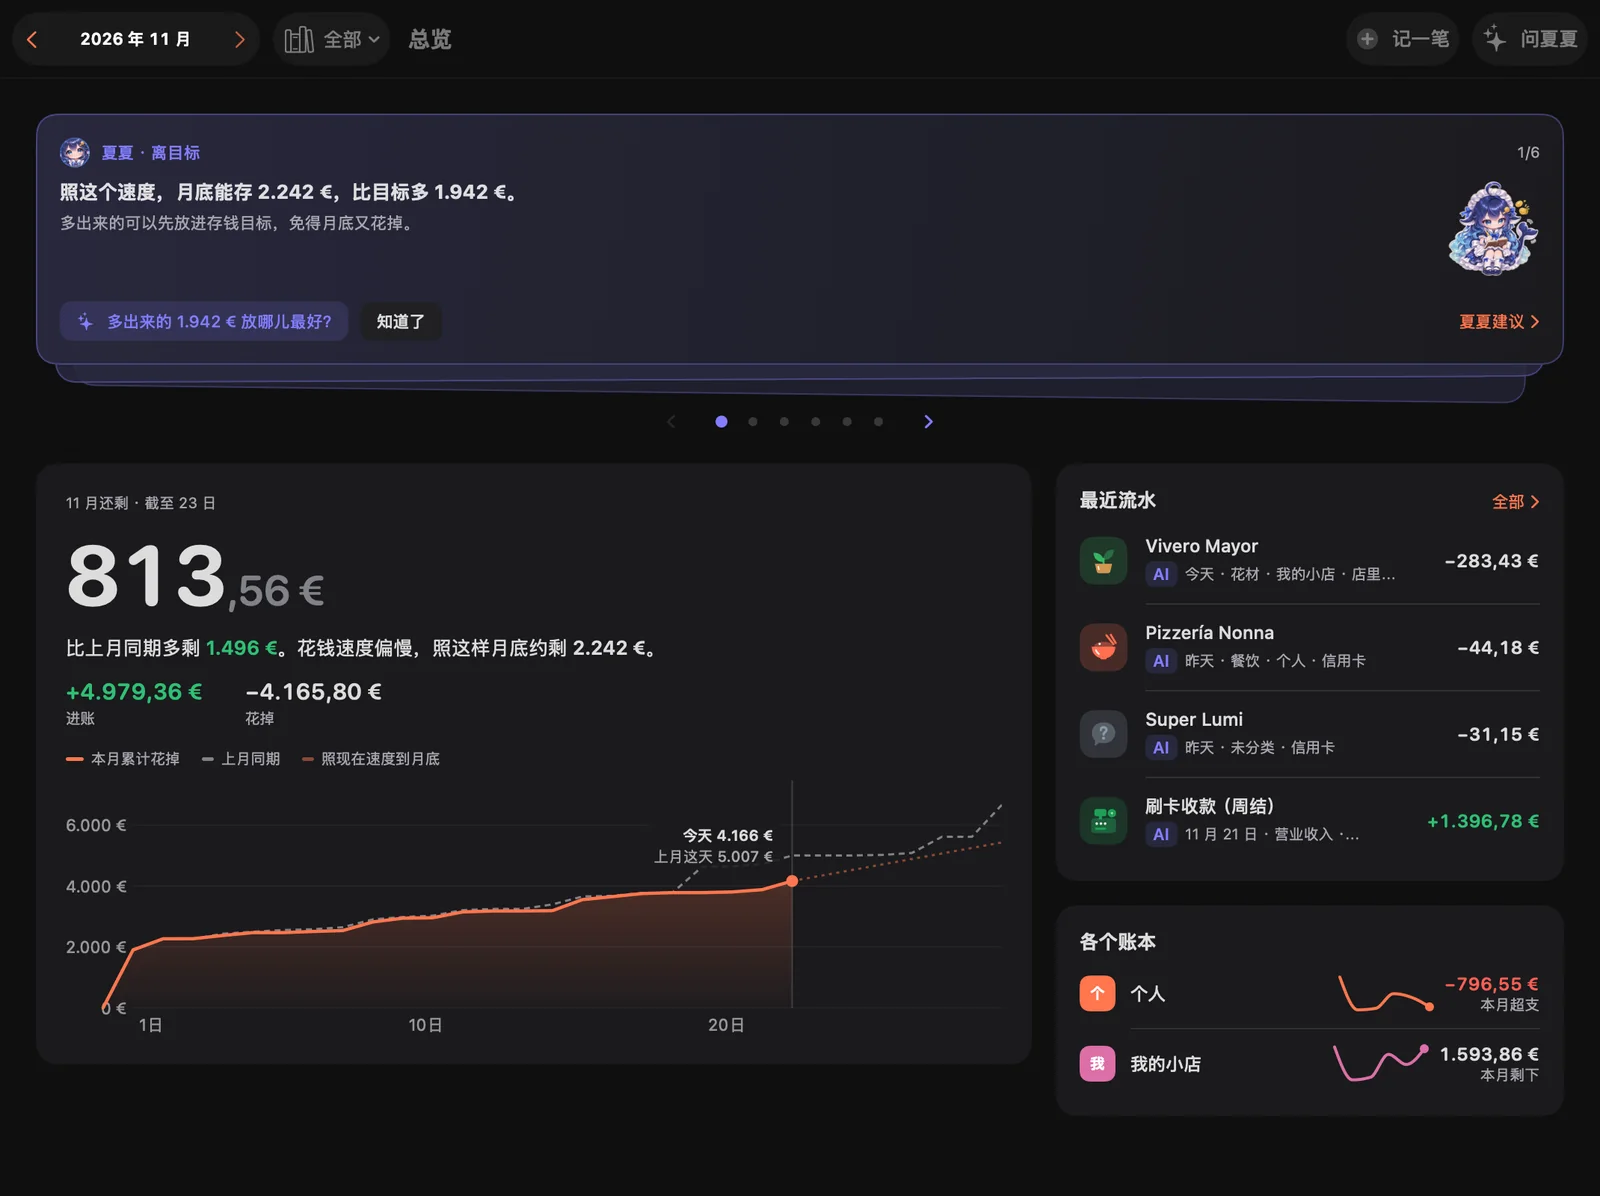 2026 年 11 月
全部
总览
记一笔
问夏夏
夏夏 · 离目标
1/6
照这个速度，月底能存 2.242 €，比目标多 1.942 €。
多出来的可以先放进存钱目标，免得月底又花掉。
多出来的 1.942 € 放哪儿最好？
知道了
夏夏建议
11 月还剩 · 截至 23 日
813,56 €
比上月同期多剩 1.496 €。花钱速度偏慢，照这样月底约剩 2.242 €。
+4.979,36 €
−4.165,80 €
进账
花掉
本月累计花掉
上月同期
照现在速度到月底
6.000 €
4.000 €
2.000 €
0 €
今天 4.166 €
上月这天 5.007 €
1日
10日
20日
最近流水
全部
Vivero Mayor
AI 今天 · 花材 · 我的小店 · 店里...
−283,43 €
Pizzería Nonna
AI 昨天 · 餐饮 · 个人 · 信用卡
−44,18 €
Super Lumi
AI 昨天 · 未分类 · 信用卡
−31,15 €
刷卡收款（周结）
AI 11 月 21 日 · 营业收入 ·...
+1.396,78 €
各个账本
个
个人
−796,55 €
本月超支
我
我的小店
1.593,86 €
本月剩下